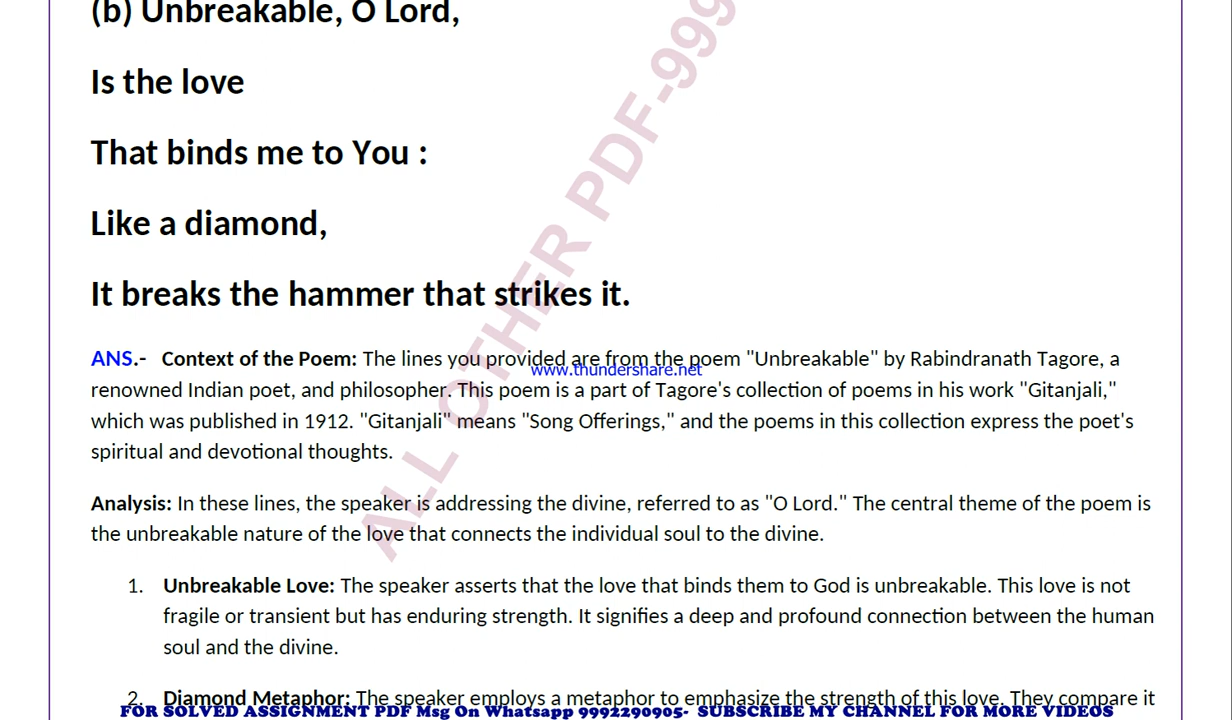 (b) Unbreakable, O Lord,
Is the love
That binds me to You :
Like a diamond,
It breaks the hammer that strikes it.
ANS.- Context of the Poem: The lines you provided are from the poem "Unbreakable" by Rabindranath Tagore, a
www.thundershare.net
renowned Indian poet, and philosopher. This poem is a part of Tagore's collection of poems in his work "Gitanjali,"
which was published in 1912. "Gitanjali" means "Song Offerings," and the poems in this collection express the poet's
spiritual and devotional thoughts.
Analysis: In these lines, the speaker is addressing the divine, referred to as "O Lord." The central theme of the poem is
the unbreakable nature of the love that connects the individual soul to the divine.
1. Unbreakable Love: The speaker asserts that the love that binds them to God is unbreakable. This love is not
fragile or transient but has enduring strength. It signifies a deep and profound connection between the human
soul and the divine.
2. Diamond Metaphor: The speaker employs a metaphor to emphasize the strength of this love. They compare it
FOR SOLVED ASSIGNMENT PDF Msg On Whatsapp 9992290905- SUBSCRIBE MY CHANNEL FOR MORE VIDEOS
ALL OTHER PDF-999